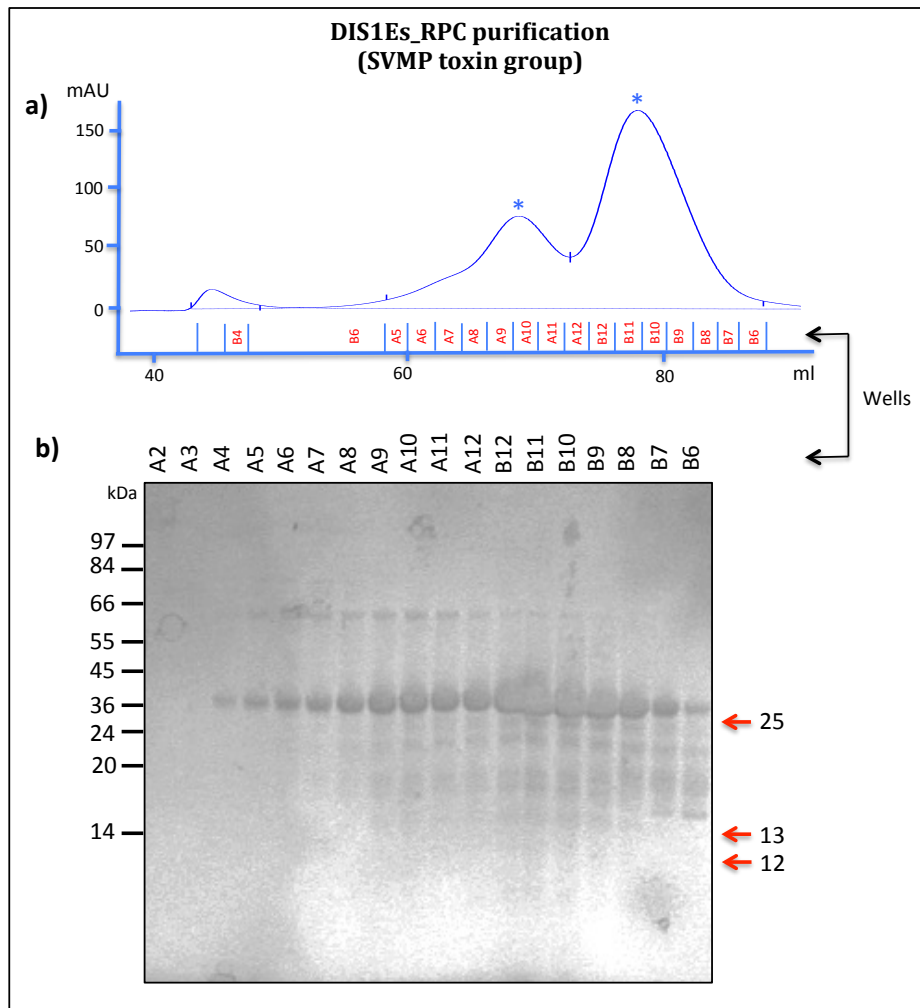 DIS1Es_RPC purification
(SVMP toxin group)
a)
mAU
150
100
50
0
B4 B6 A5 A6 A7 A8 A9 A10 A11 A12 B12 B11 B10 B9 B8 B7 B6
40 60 80 ml
Wells
b)
A2 A3 A4 A5 A6 A7 A8 A9 A10 A11 A12 B12 B11 B10 B9 B8 B7 B6
kDa
97
84
66
55
45
36
24
20
14
25
13
12